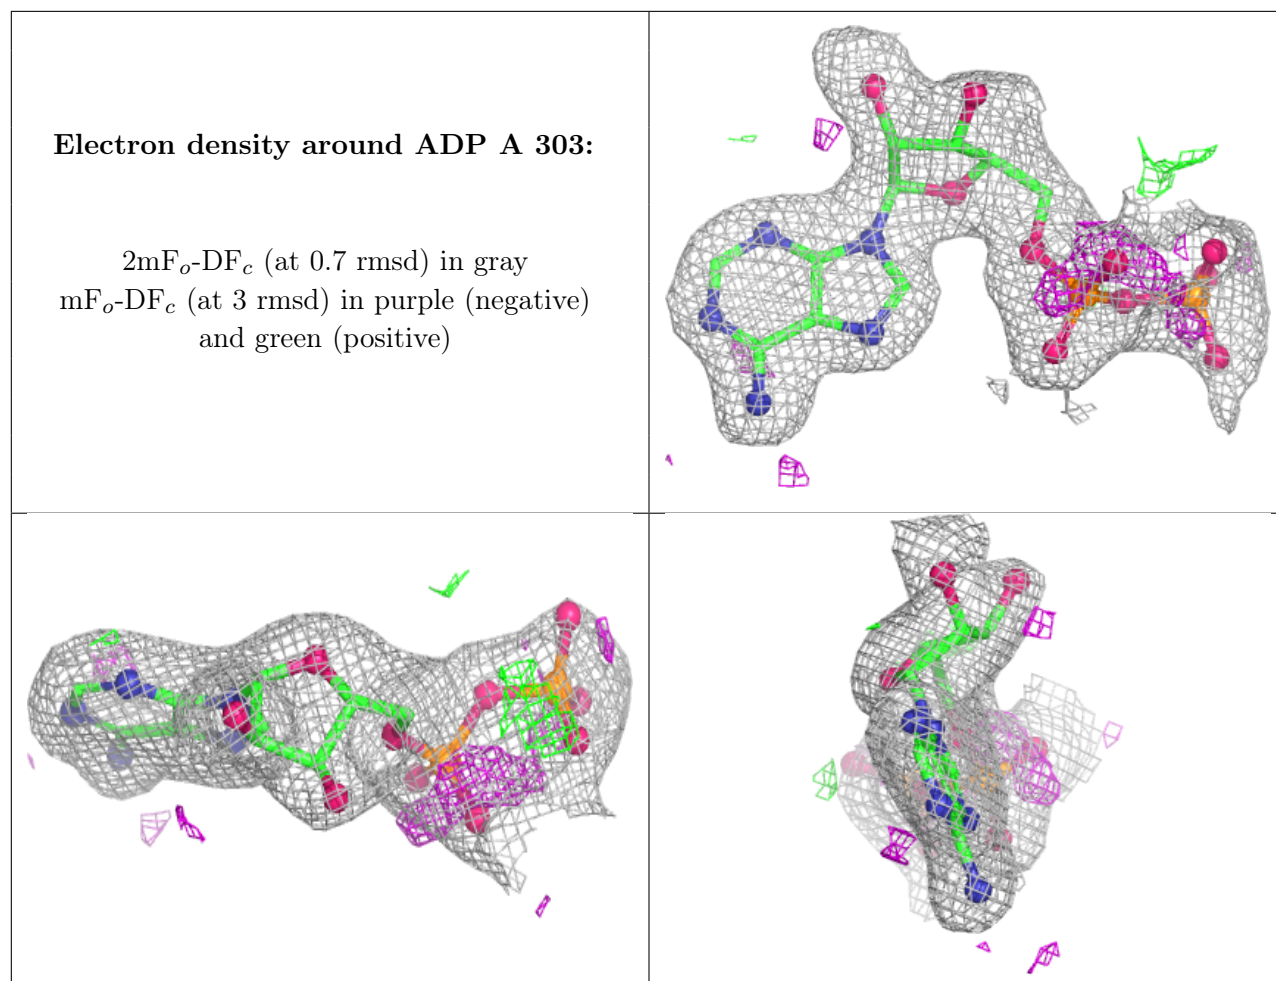 Electron density around ADP A 303:
2mFo-DFc (at 0.7 rmsd) in gray
mFo-DFc (at 3 rmsd) in purple (negative)
and green (positive)